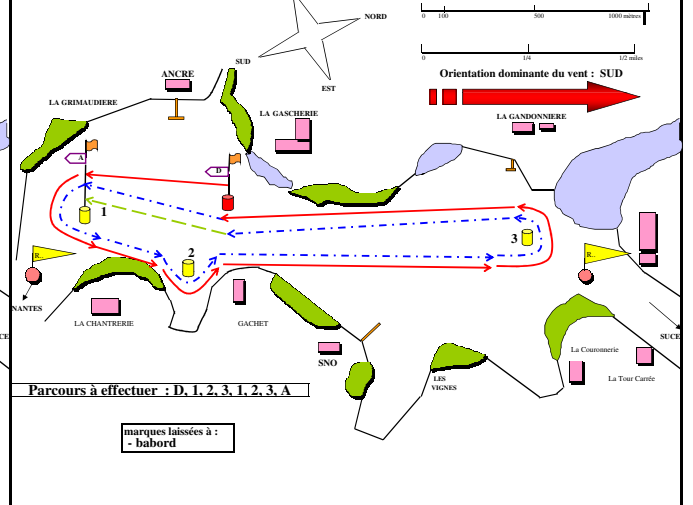 NORD
0 100 500 1000 mètres
SUD
EST
0 1/4 1/2 miles
Orientation dominante du vent : SUD
ANCRE
LA GRIMAUDIERE
LA GASCHERIE
LA GANDONNIERE
A
D
1
2
3
R..
R..
NANTES
SUCE
CE
LA CHANTRERIE
GACHET
SNO
LES
VIGNES
La Couronnerie
La Tour Carrée
Parcours à effectuer : D, 1, 2, 3, 1, 2, 3, A
marques laissées à :
- babord